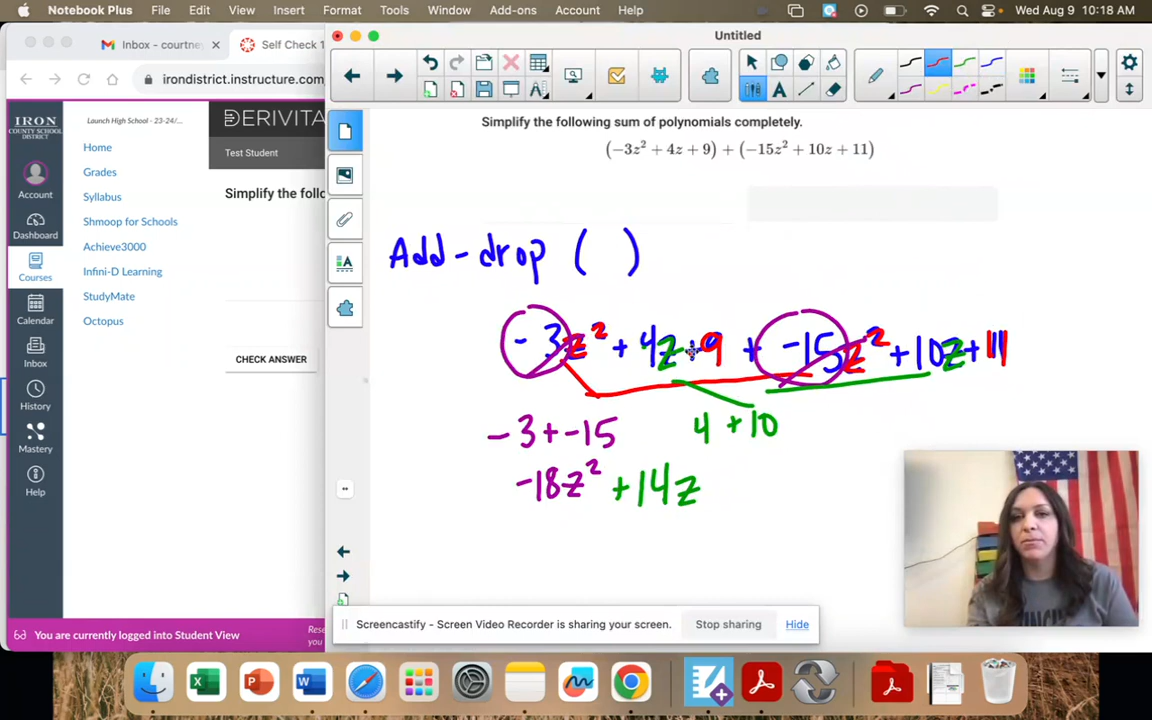 Notebook Plus File Edit View Insert Format Tools Window Add-ons Account Help Wed Aug 9 10:18 AM
Inbox - courtne
Self Check 1
Untitled
irondistrict.instructure.com
IRON
COUNTY SCHOOL
DISTRICT
Account
Dashboard
Courses
Calendar
Inbox
History
Mastery
Help
Launch High School - 23-24/...
Home
Grades
Syllabus
Shmoop for Schools
Achieve3000
Infini-D Learning
StudyMate
Octopus
DERIVITA
Test Student
Simplify the follo
CHECK ANSWER
You are currently logged into Student View
Simplify the following sum of polynomials completely.
(−3z² + 4z + 9) + (−15z² + 10z + 11)
Add-drop ( )
-3z² + 4z + 9 + -15z² + 10z + 11
-3 + -15 4 + 10
-18z² + 14z
Screencastify - Screen Video Recorder is sharing your screen. Stop sharing Hide